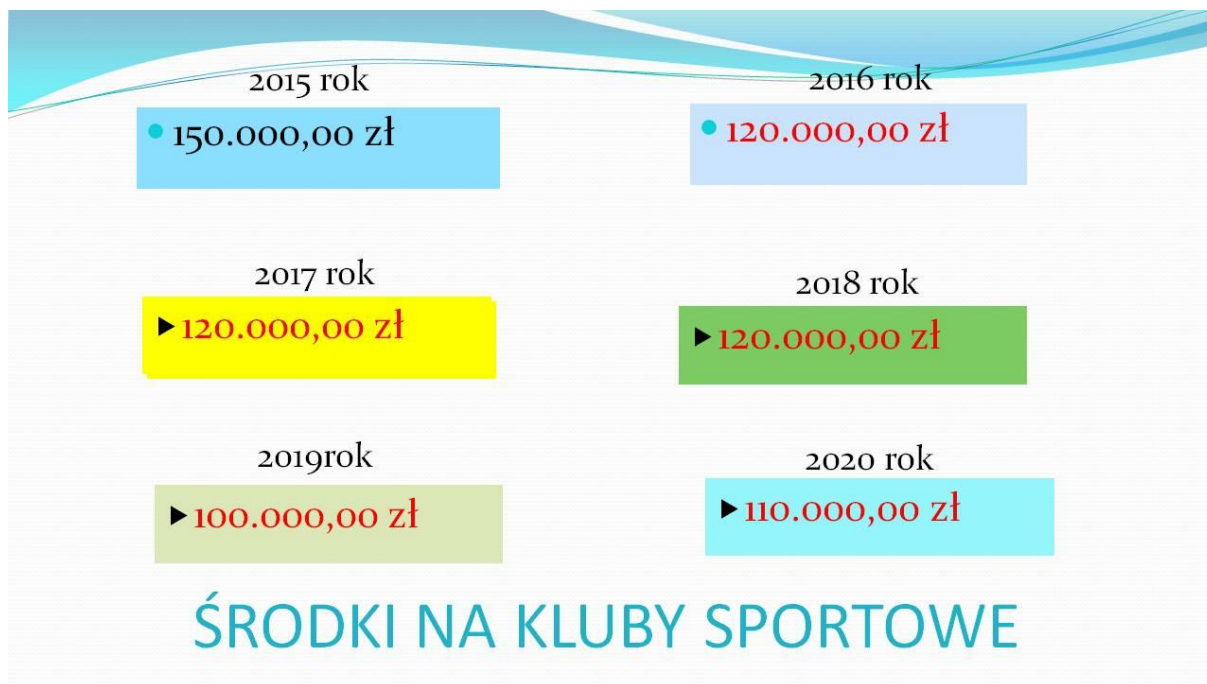 2015 rok
150.000,00 zł
2016 rok
120.000,00 zł
2017 rok
120.000,00 zł
2018 rok
120.000,00 zł
2019rok
100.000,00 zł
2020 rok
110.000,00 zł
ŚRODKI NA KLUBY SPORTOWE